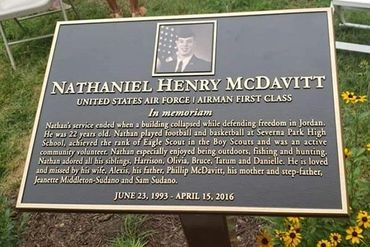 NATHANIEL HENRY MCDAVITT
UNITED STATES AIR FORCE | AIRMAN FIRST CLASS
In memoriam
Nathan's service ended when a building collapsed while defending freedom in Jordan.
He was 22 years old. Nathan played football and basketball at Severna Park High
School, achieved the rank of Eagle Scout in the Boy Scouts and was an active
community volunteer. Nathan especially enjoyed being outdoors, fishing and hunting.
Nathan adored all his siblings, Harrison, Olivia, Bruce, Tatum and Danielle. He is loved
and missed by his wife, Alexis, his father, Phillip McDavitt, his mother and step-father,
Jeanette Middleton-Sudano and Sam Sudano.
JUNE 23, 1993 - APRIL 15, 2016